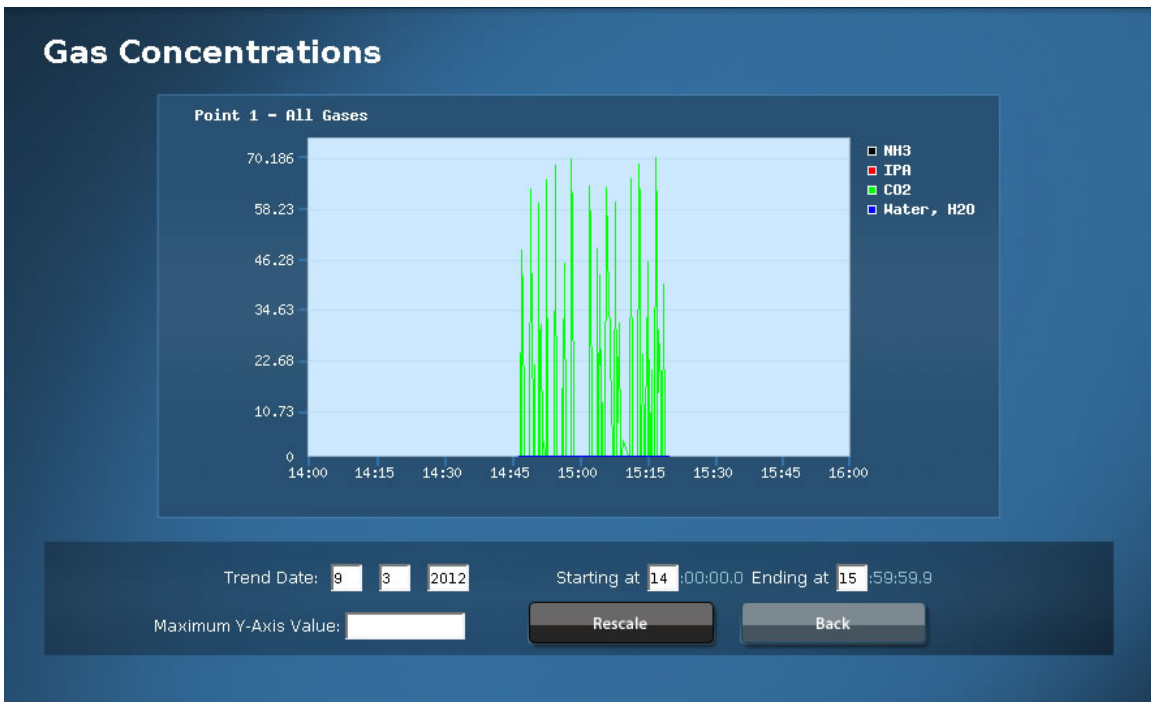 Gas Concentrations
Point 1 - All Gases
70.186
58.23
46.28
34.63
22.68
10.73
0
14:00 14:15 14:30 14:45 15:00 15:15 15:30 15:45 16:00
NH3
IPA
CO2
Water, H2O
Trend Date: 9 3 2012 Starting at 14 :00:00.0 Ending at 15 :59:59.9
Maximum Y-Axis Value: Rescale Back